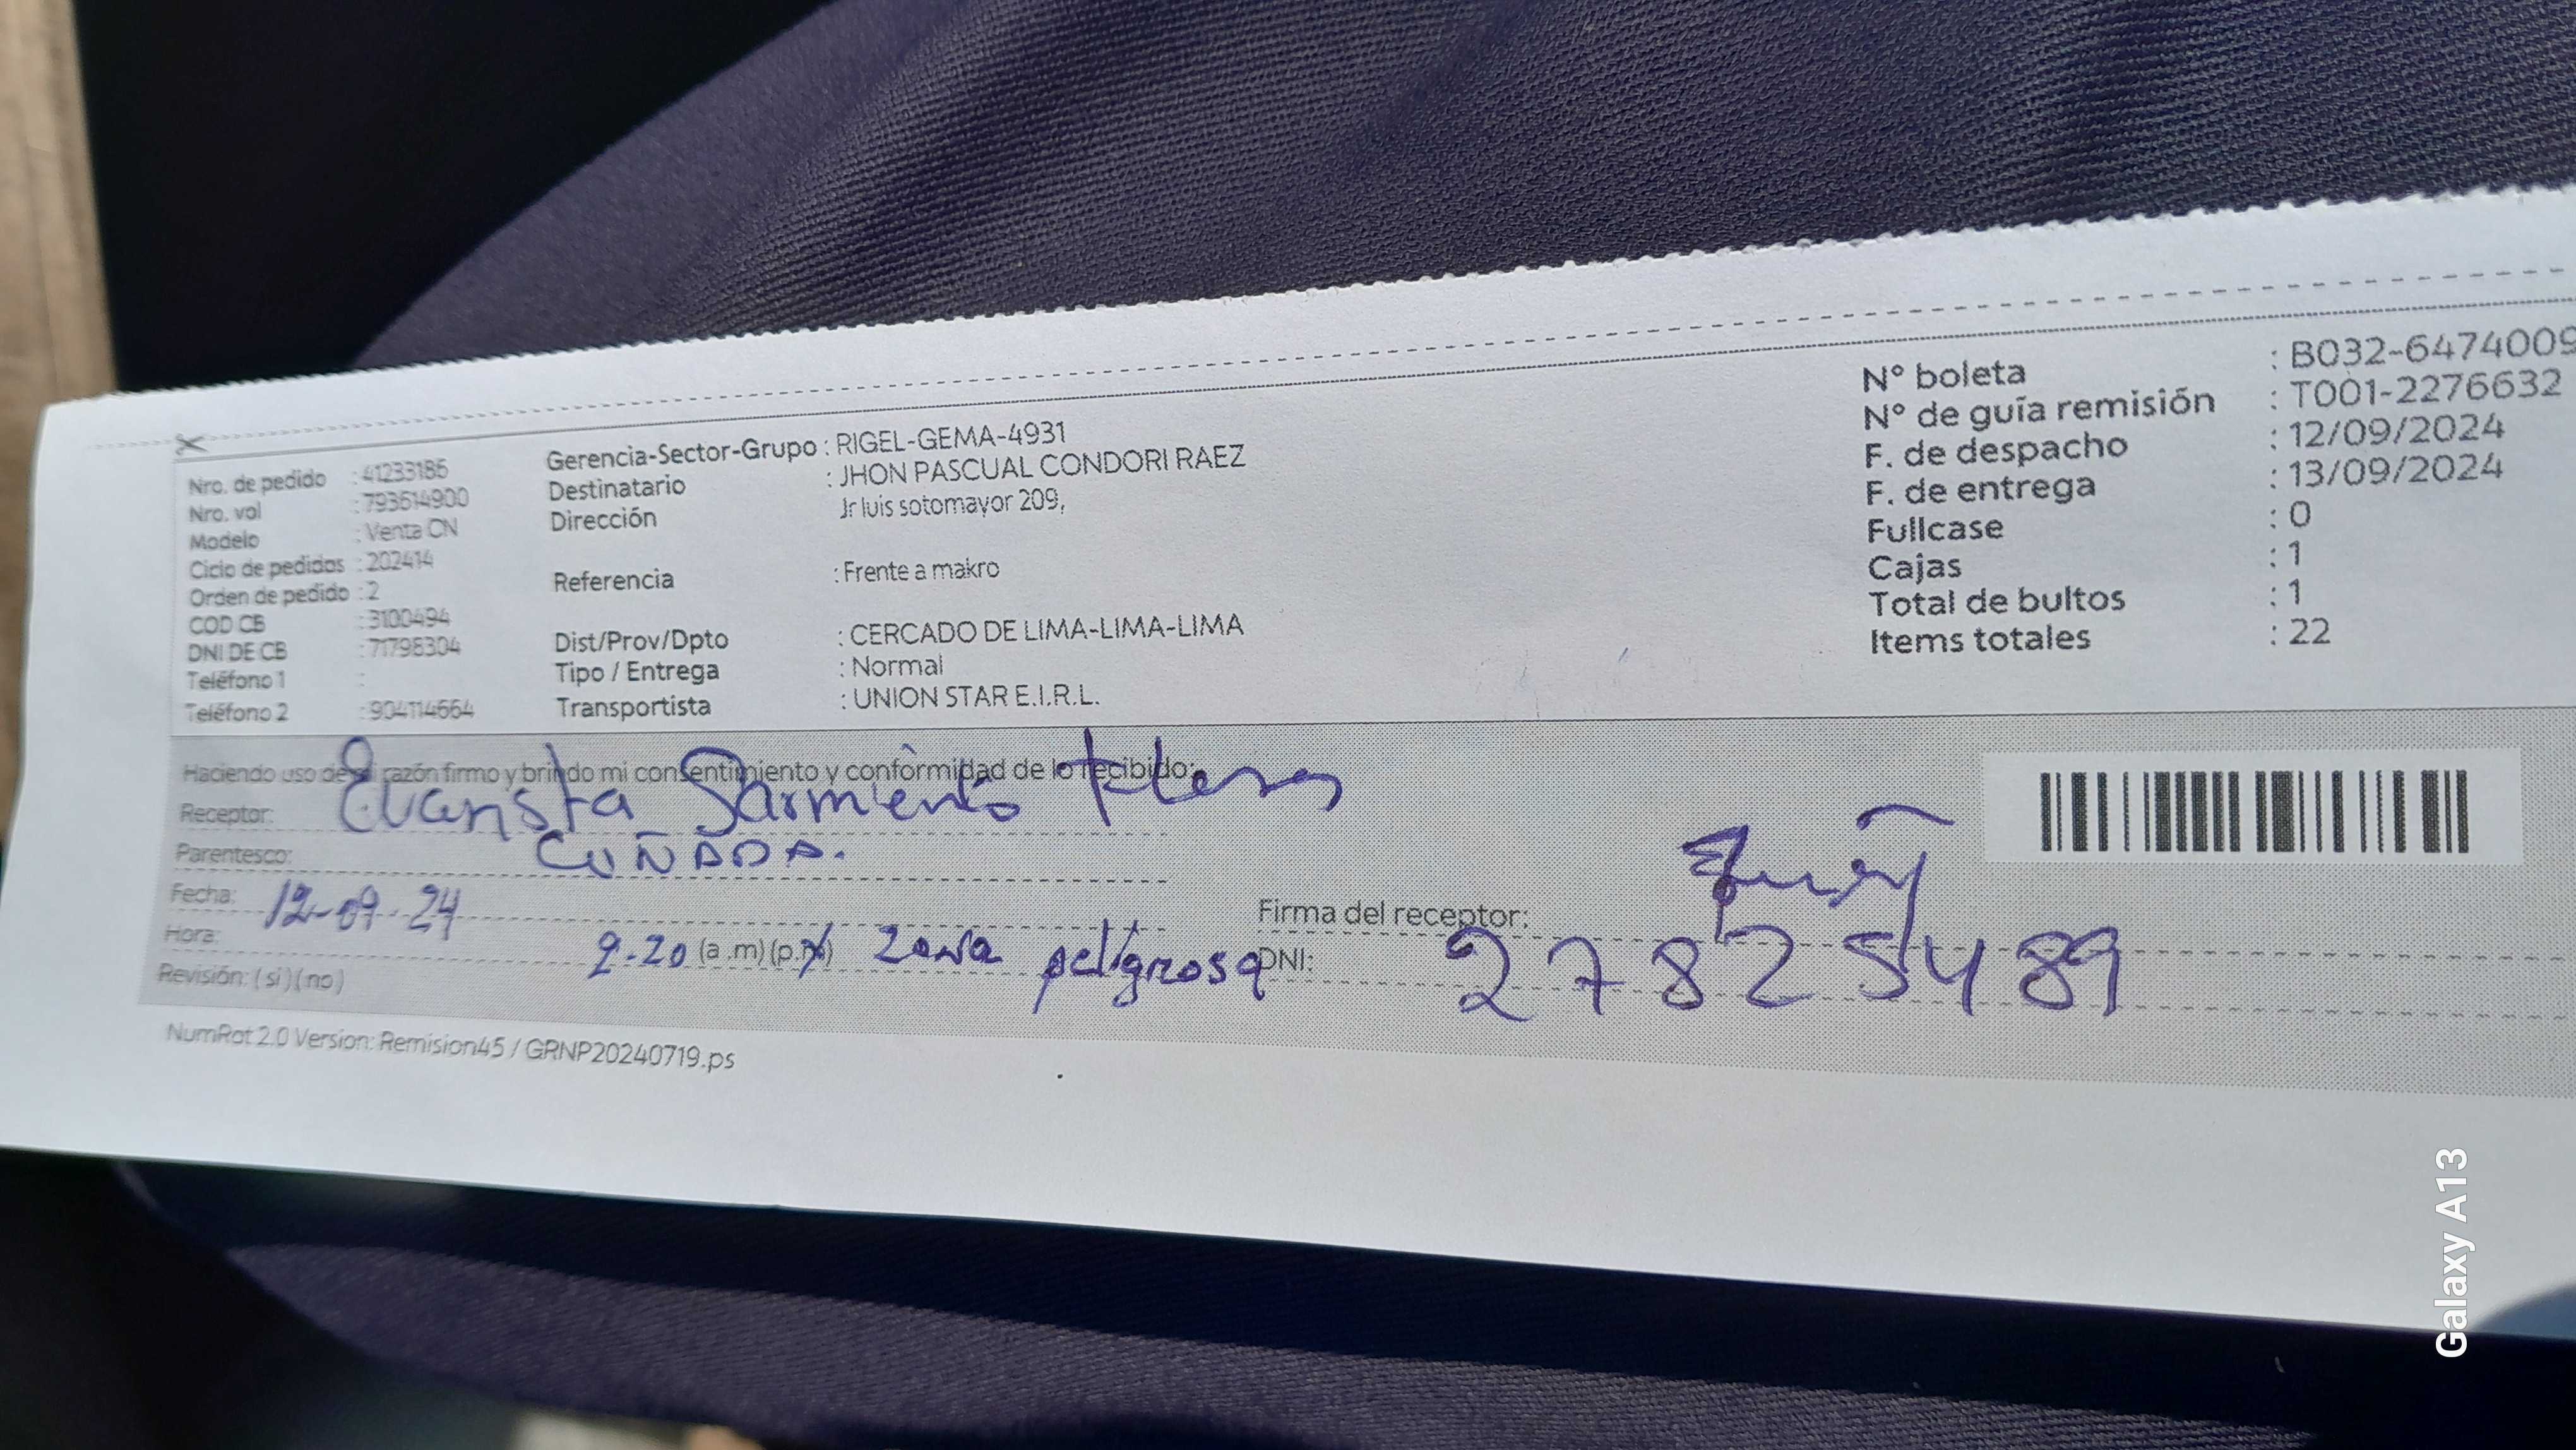 Nro. de pedido : 41233186
Nro. vol : 793614900
Modelo : Venta CN
Ciclo de pedidos : 202414
Orden de pedido : 2
COD CB : 3100494
DNI DE CB : 71798304
Teléfono 1 :
Teléfono 2 : 904114664
Gerencia-Sector-Grupo : RIGEL-GEMA-4931
Destinatario : JHON PASCUAL CONDORI RAEZ
Dirección Jr luis sotomayor 209,
Referencia : Frente a makro
Dist/Prov/Dpto : CERCADO DE LIMA-LIMA-LIMA
Tipo / Entrega : Normal
Transportista : UNION STAR E.I.R.L.
N° boleta : B032-6474009
N° de guía remisión : T001-2276632
F. de despacho : 12/09/2024
F. de entrega : 13/09/2024
Fullcase : 0
Cajas : 1
Total de bultos : 1
Items totales : 22
Haciendo uso de razón firmo y brindo mi consentimiento y conformidad de lo recibido:
Receptor: Evarista Sarmiento
Parentesco: CUÑADA.
Fecha: 12-09-24
Hora: 9-20 (a.m) (p.m) zona peligrosa
Revisión: (si) (no)
Firma del receptor:
DNI: 27825489
NumRot 2.0 Version: Remision45 / GRNP20240719.ps
Galaxy A13